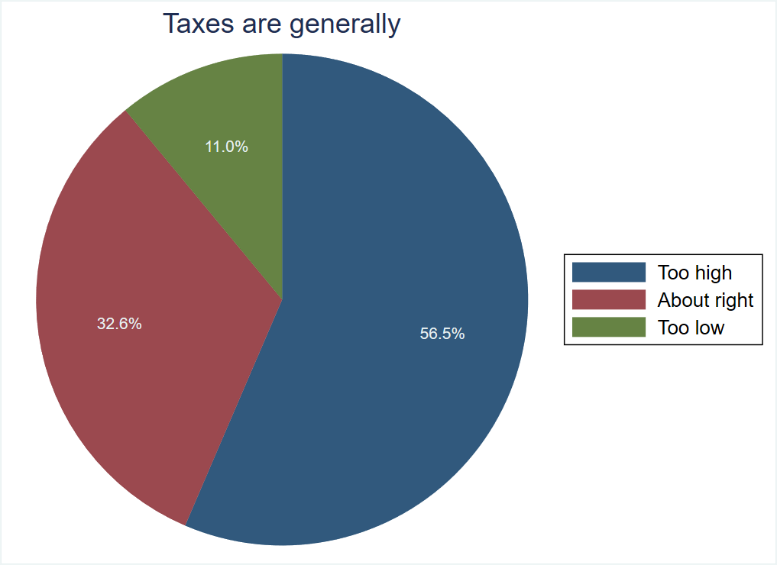 Taxes are generally
11.0%
32.6%
56.5%
Too high
About right
Too low